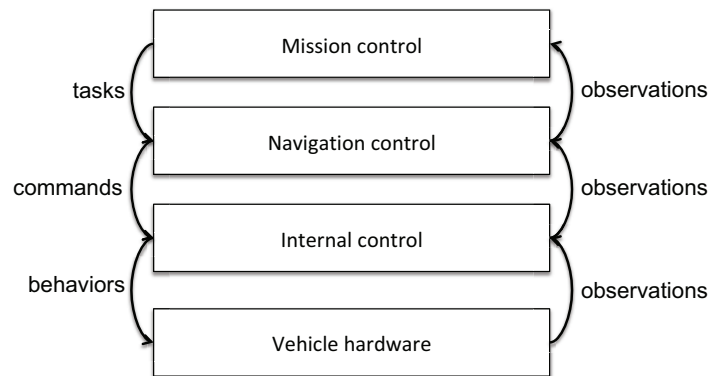 Mission control
tasks
observations
Navigation control
commands
observations
Internal control
behaviors
observations
Vehicle hardware